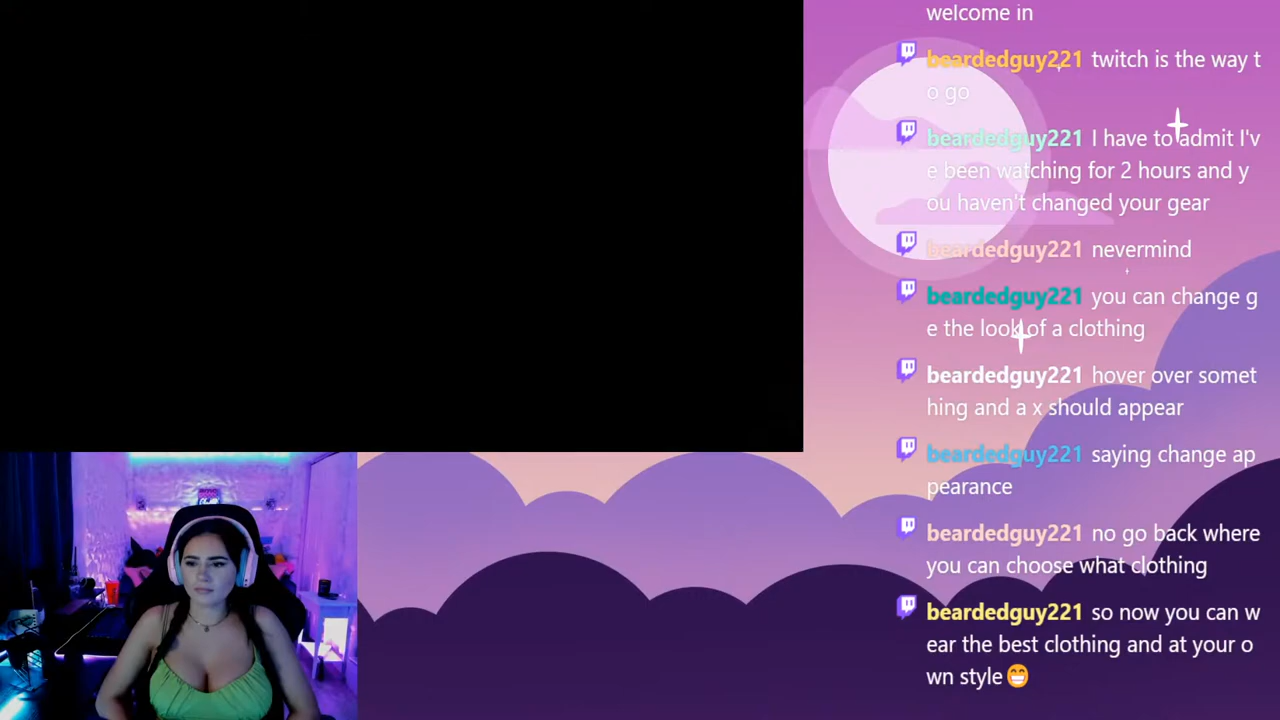 welcome in
beardedguy221 twitch is the way t
o go
beardedguy221 I have to admit I'v
e been watching for 2 hours and y
ou haven't changed your gear
beardedguy221 nevermind
beardedguy221 you can change g
e the look of a clothing
beardedguy221 hover over somet
hing and a x should appear
beardedguy221 saying change ap
pearance
beardedguy221 no go back where
you can choose what clothing
beardedguy221 so now you can w
ear the best clothing and at your o
wn style😁